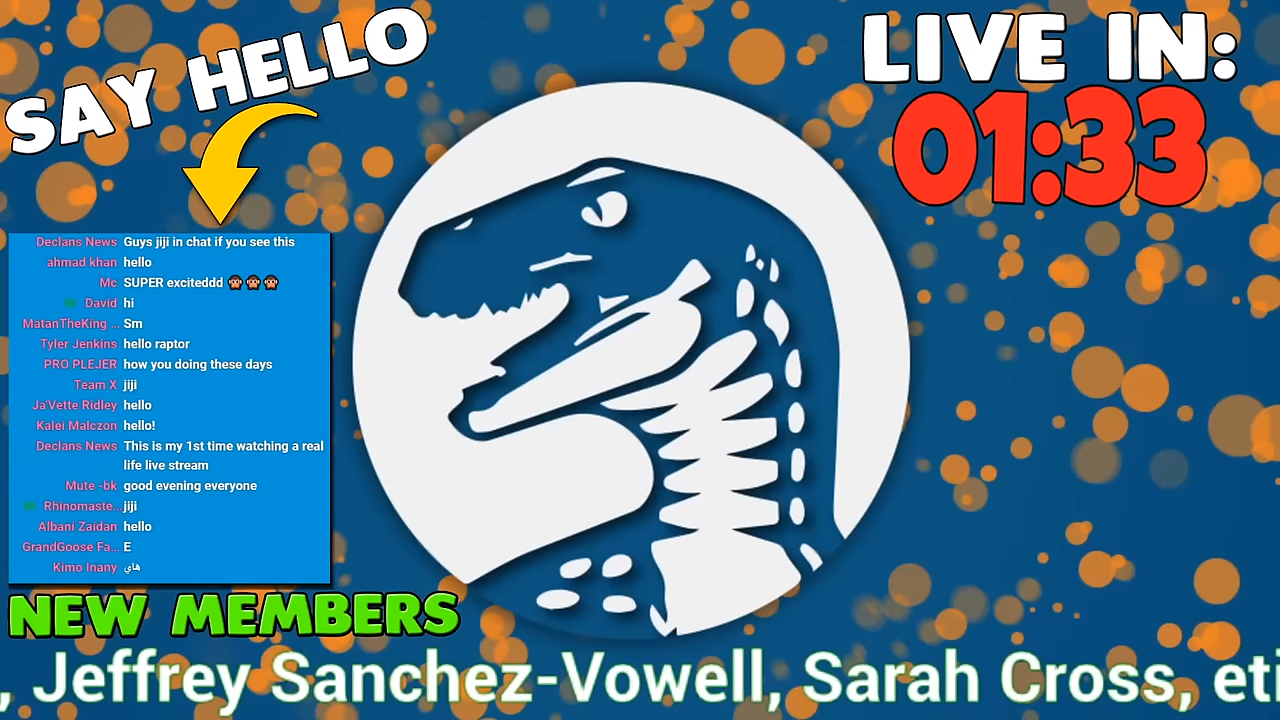 SAY HELLO
LIVE IN:
01:33
Declans News Guys jiji in chat if you see this
ahmad khan hello
Mc SUPER exciteddd 🙊 🙊 🙊
David hi
MatanTheKing ... Sm
Tyler Jenkins hello raptor
PRO PLEJER how you doing these days
Team X jiji
Ja'Vette Ridley hello
Kalei Malczon hello!
Declans News This is my 1st time watching a real
life live stream
Mute -bk good evening everyone
Rhinomaste... jiji
Albani Zaidan hello
GrandGoose Fa... E
Kimo Inany هاي
NEW MEMBERS
, Jeffrey Sanchez-Vowell, Sarah Cross, eti